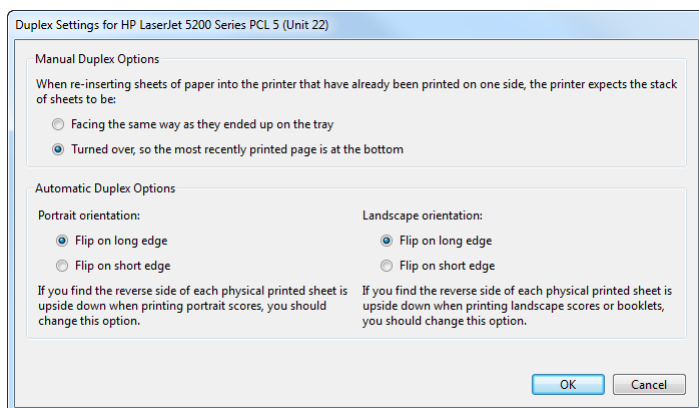 Duplex Settings for HP LaserJet 5200 Series PCL 5 (Unit 22)
Manual Duplex Options
When re-inserting sheets of paper into the printer that have already been printed on one side, the printer expects the stack
of sheets to be:
Facing the same way as they ended up on the tray
Turned over, so the most recently printed page is at the bottom
Automatic Duplex Options
Portrait orientation:
Flip on long edge
Flip on short edge
If you find the reverse side of each physical printed sheet is
upside down when printing portrait scores, you should
change this option.
Landscape orientation:
Flip on long edge
Flip on short edge
If you find the reverse side of each physical printed sheet is
upside down when printing landscape scores or booklets,
you should change this option.
OK
Cancel